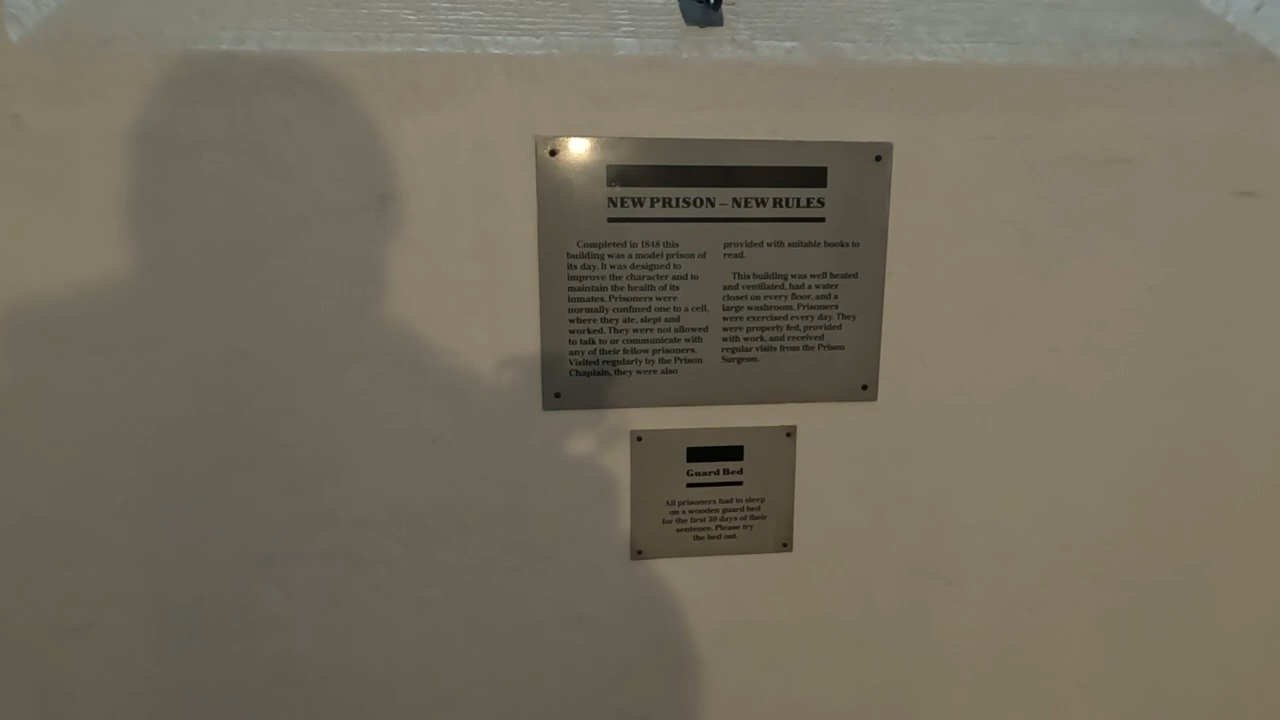 NEW PRISON – NEW RULES
Completed in 1848 this
building was a model prison of
its day. It was designed to
improve the character and to
maintain the health of its
inmates. Prisoners were
normally confined one to a cell,
where they ate, slept and
worked. They were not allowed
to talk to or communicate with
any of their fellow prisoners.
Visited regularly by the Prison
Chaplain, they were also
provided with suitable books to
read.
This building was well heated
and ventilated, had a water
closet on every floor, and a
large washroom. Prisoners
were exercised every day. They
were properly fed, provided
with work, and received
regular visits from the Prison
Surgeon.
Guard Bed
All prisoners had to sleep
on a wooden guard bed
for the first 30 days of their
sentence. Please try
the bed out.